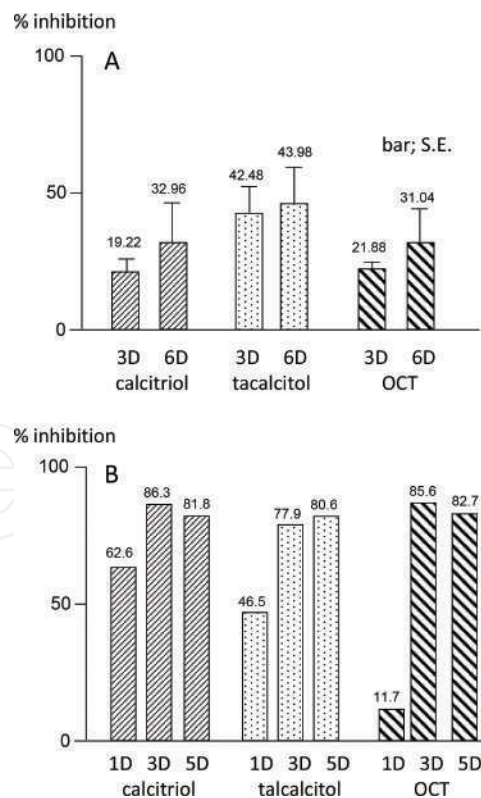 % inhibition
100
A
bar; S.E.
43.98
42.48
50
32.96
31.04
19.22
21.88
0
3D 6D 3D 6D 3D 6D
calcitriol tacalcitol OCT
% inhibition
100
B
86.3 81.8 77.9 80.6 85.6 82.7
62.6
46.5
50
11.7
0
1D 3D 5D 1D 3D 5D 1D 3D 5D
calcitriol talcalcitol OCT